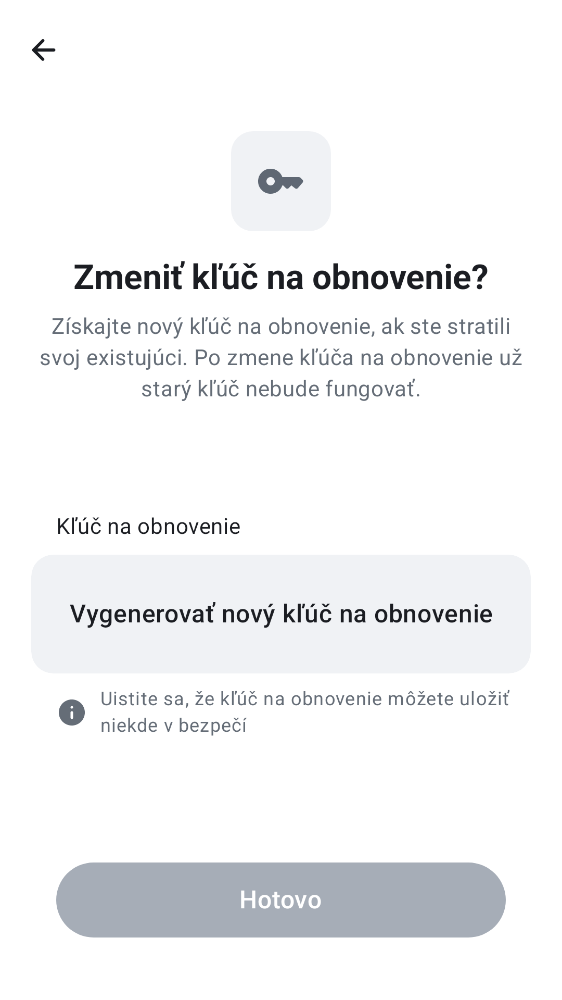 Zmeniť kľúč na obnovenie?
Získajte nový kľúč na obnovenie, ak ste stratili
svoj existujúci. Po zmene kľúča na obnovenie už
starý kľúč nebude fungovať.
Kľúč na obnovenie
Vygenerovať nový kľúč na obnovenie
Uistite sa, že kľúč na obnovenie môžete uložiť
niekde v bezpečí
Hotovo